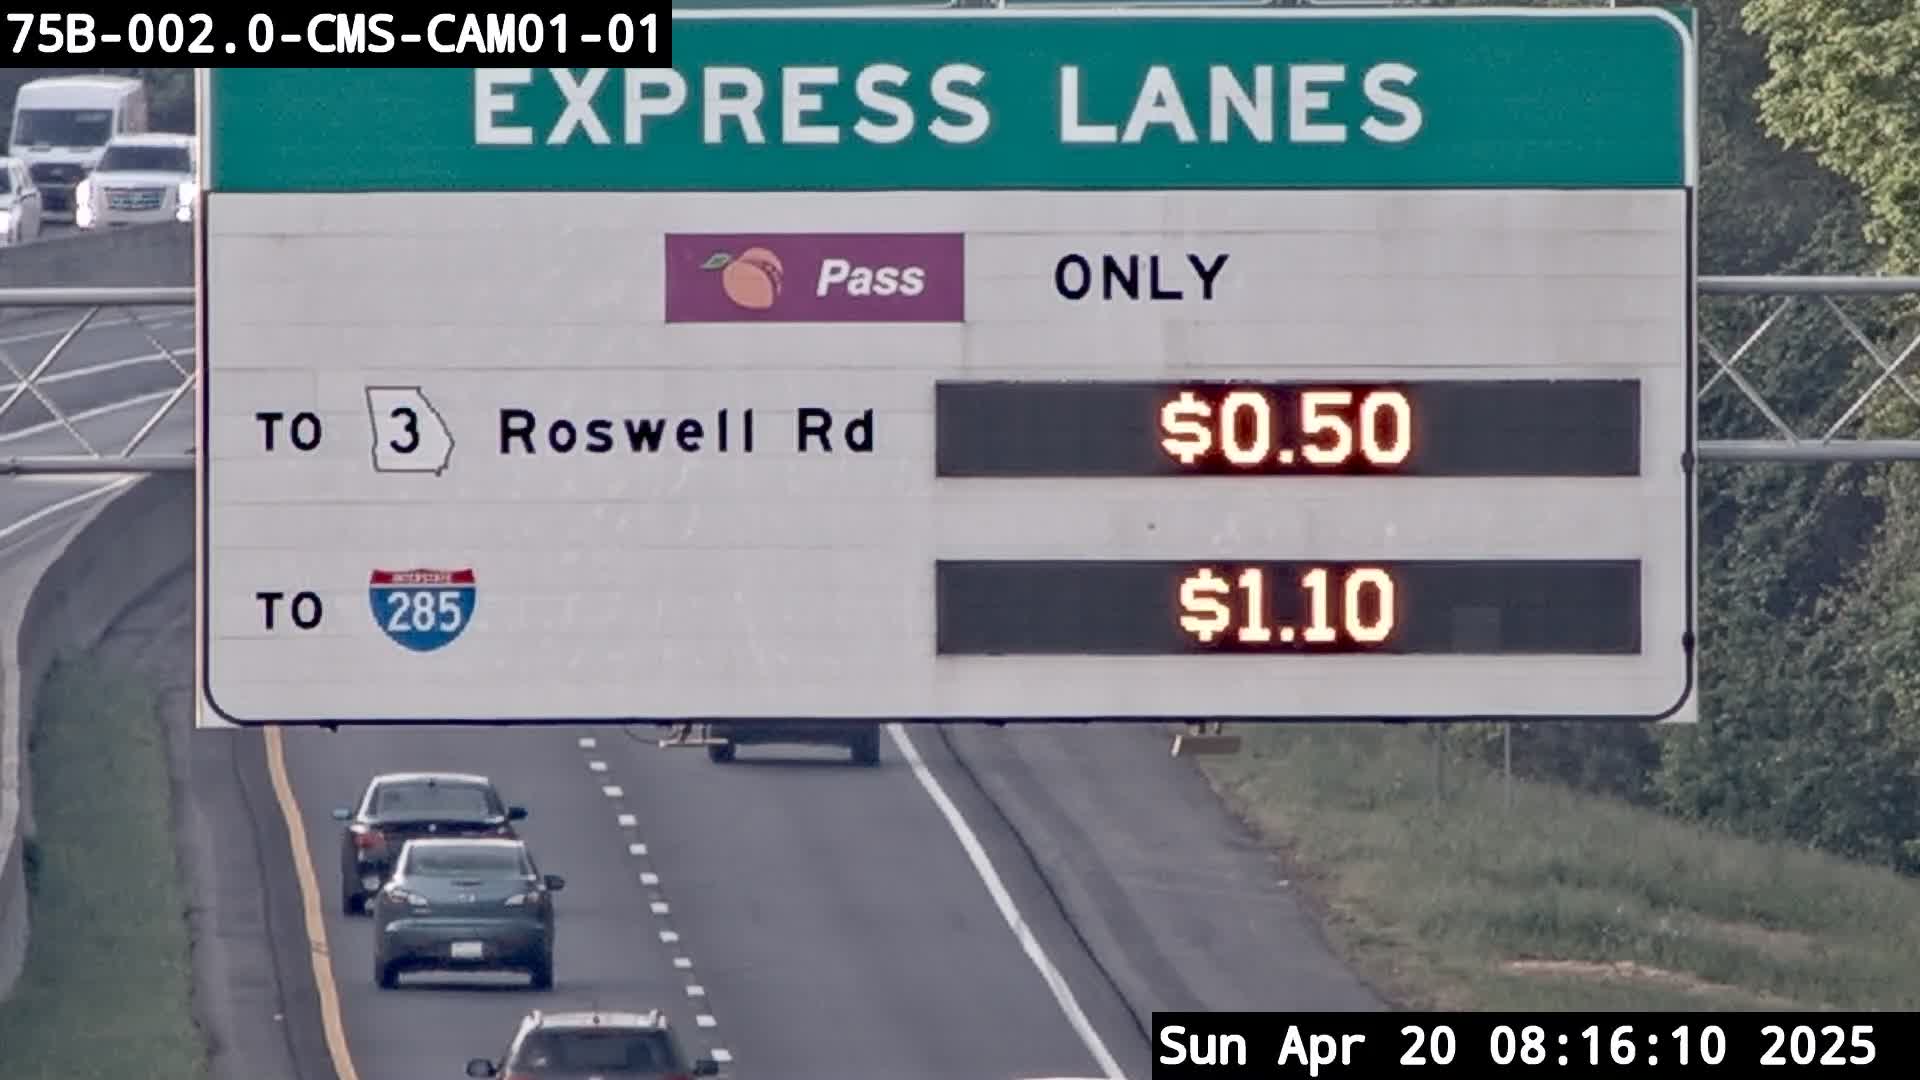 75B-002.0-CMS-CAM01-01
EXPRESS LANES
Pass ONLY
TO 3 Roswell Rd $0.50
INTERSTATE
TO 285 $1.10
Sun Apr 20 08:16:10 2025